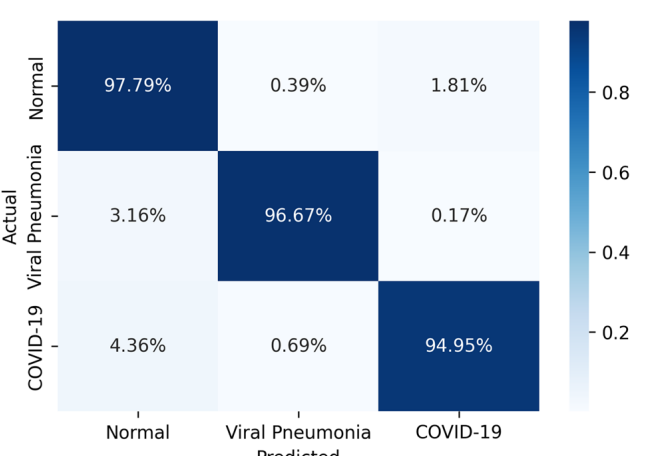 Actual
Normal
97.79%
0.39%
1.81%
Viral Pneumonia
3.16%
96.67%
0.17%
COVID-19
4.36%
0.69%
94.95%
Normal
Viral Pneumonia
COVID-19
Predicted
0.8
0.6
0.4
0.2